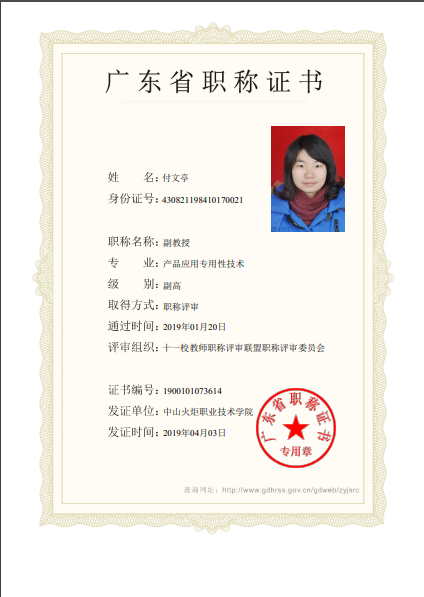 广东省职称证书
姓 名：付文亭
身份证号：430821198410170021
职称名称：副教授
专 业：产品应用专用性技术
级 别：副高
取得方式：职称评审
通过时间：2019年01月20日
评审组织：十一校教师职称评审联盟职称评审委员会
证书编号：1900101073614
发证单位：中山火炬职业技术学院
发证时间：2019年04月03日
广东省职称证书
专用章
查询网址：http://www.gdhrss.gov.cn/gdweb/zyjsrc